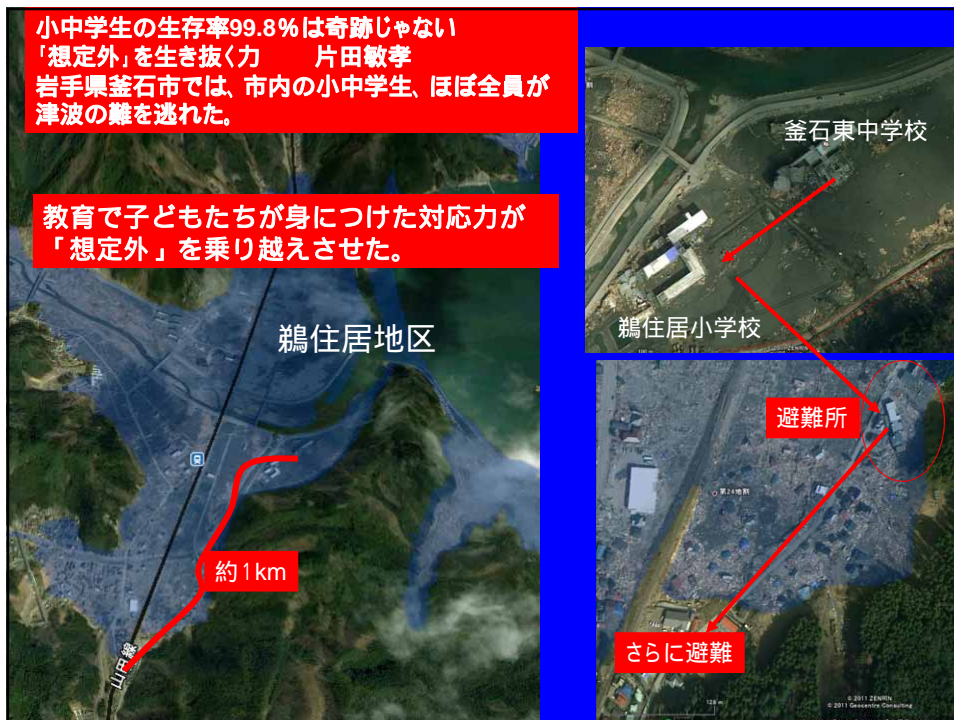 小中学生の生存率99.8％は奇跡じゃない
「想定外」を生き抜く力　　片田敏孝
岩手県釜石市では、市内の小中学生、ほぼ全員が
津波の難を逃れた。
教育で子どもたちが身につけた対応力が
「想定外」を乗り越えさせた。
鵜住居地区
約1km
山田線
釜石東中学校
鵜住居小学校
ZENRIN
避難所
第24地割
さらに避難
128 m
© 2011 ZENRIN
© 2011 Geocentre Consulting